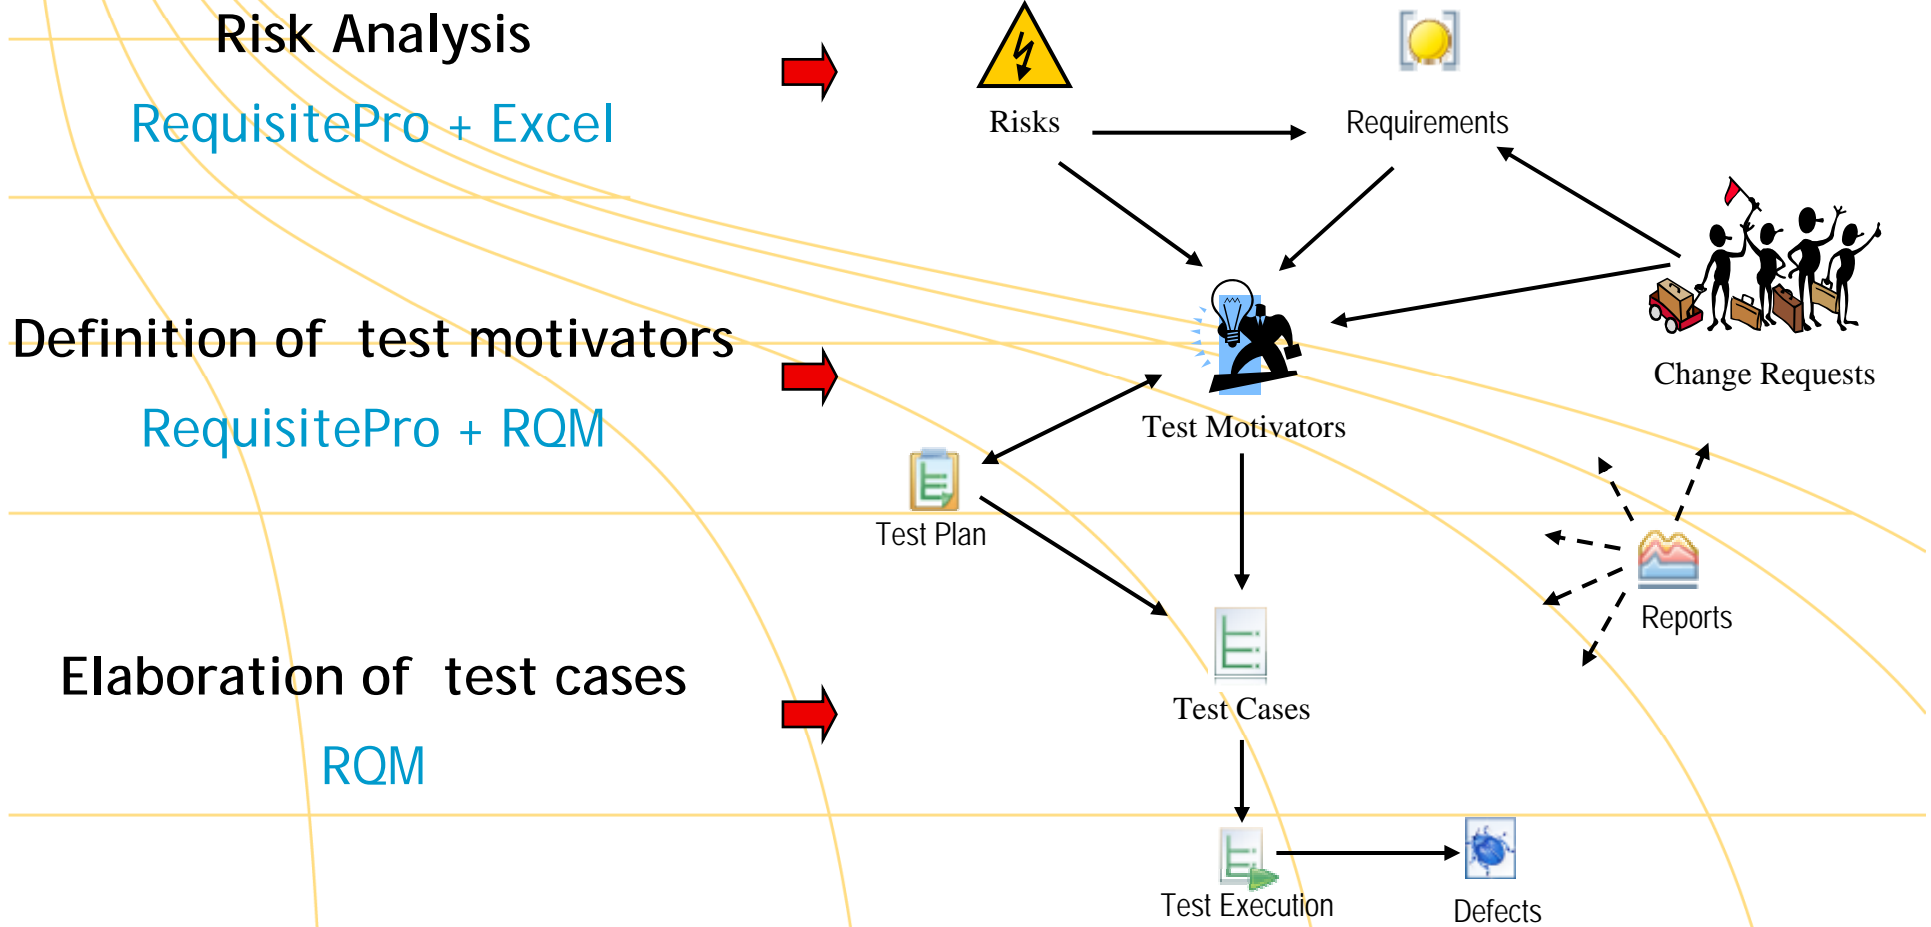 Risk Analysis
RequisitePro + Excel
Risks
Requirements
Definition of test motivators
RequisitePro + RQM
Change Requests
Test Motivators
Test Plan
Reports
Elaboration of test cases
RQM
Test Cases
Test Execution
Defects